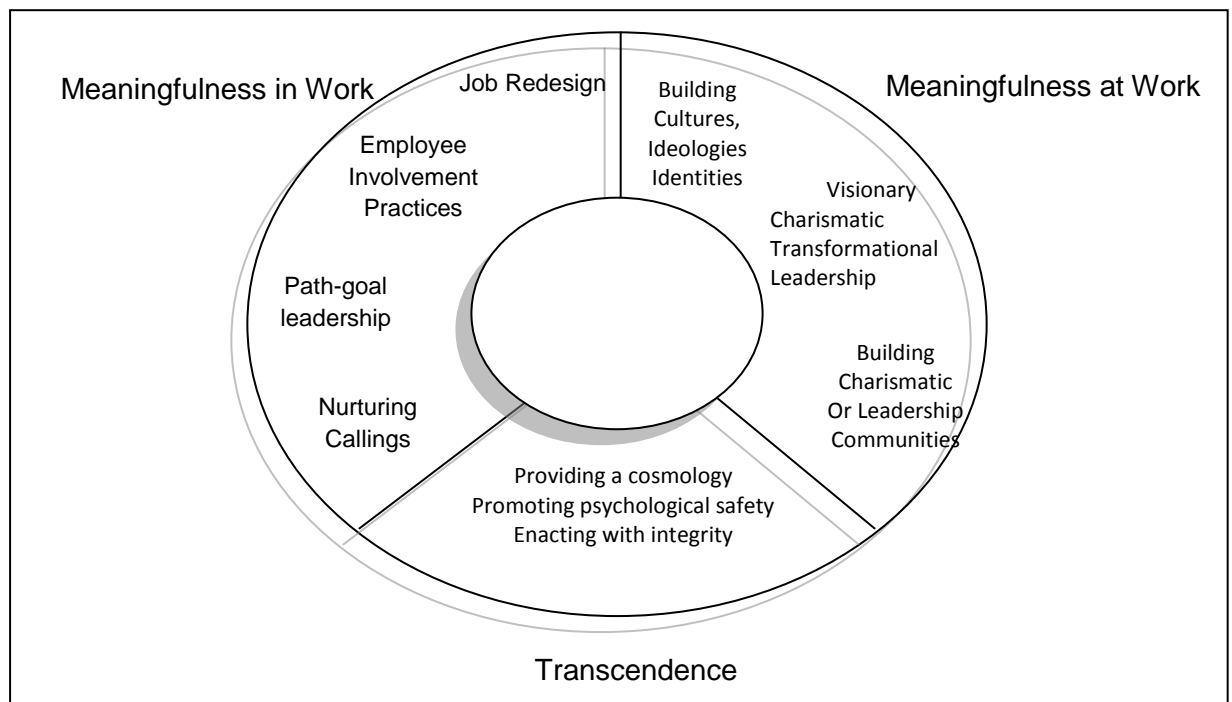 Meaningfulness in Work
Job Redesign
Employee
Involvement
Practices
Path-goal
leadership
Nurturing
Callings
Meaningfulness at Work
Building
Cultures,
Ideologies
Identities
Visionary
Charismatic
Transformational
Leadership
Building
Charismatic
Or Leadership
Communities
Providing a cosmology
Promoting psychological safety
Enacting with integrity
Transcendence